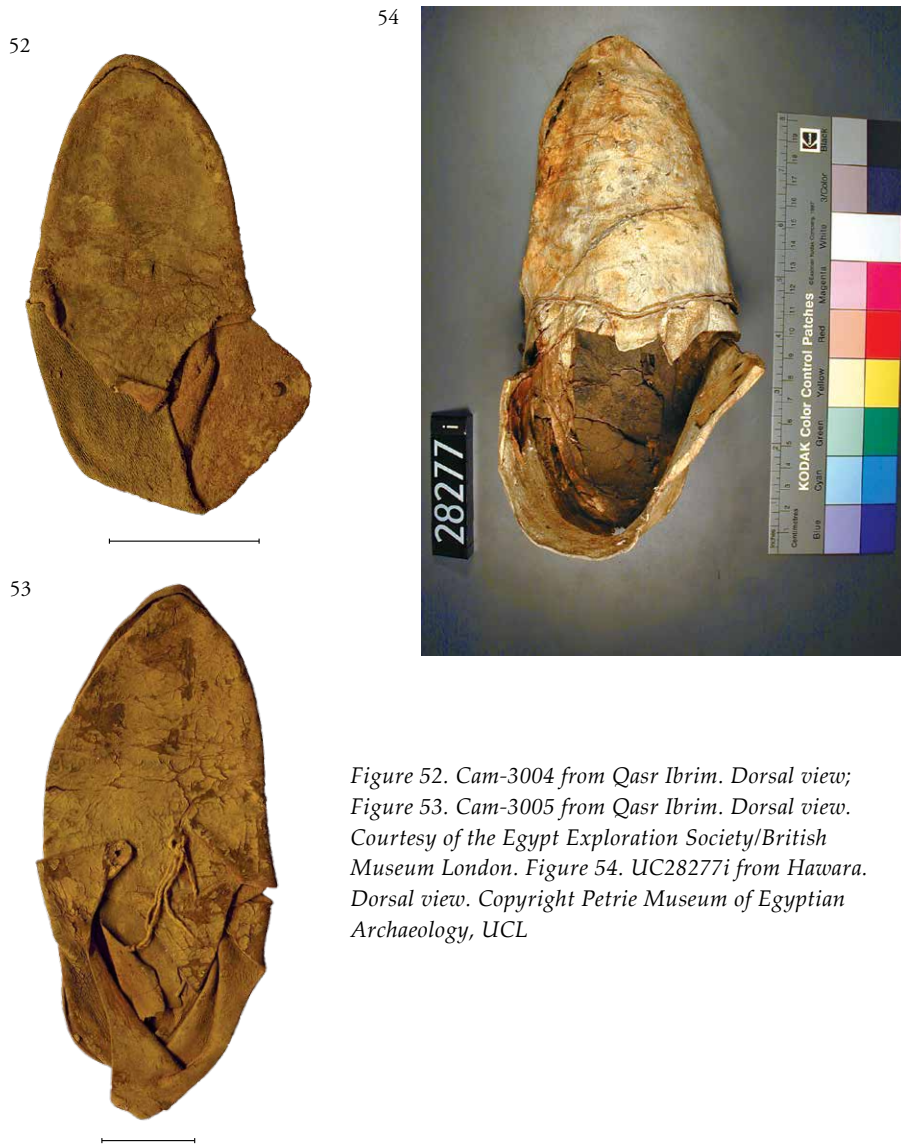 52
54
53
28277 i
KODAK Color Control Patches
Blue
Cyan
Green
Yellow
Red
Magenta
White
3/Color
Black
Kodak
Inches
Centimetres
Figure 52. Cam-3004 from Qasr Ibrim. Dorsal view;
Figure 53. Cam-3005 from Qasr Ibrim. Dorsal view.
Courtesy of the Egypt Exploration Society/British
Museum London. Figure 54. UC28277i from Hawara.
Dorsal view. Copyright Petrie Museum of Egyptian
Archaeology, UCL